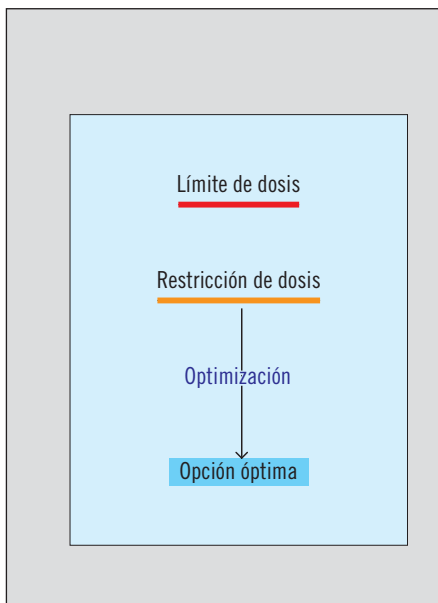 Límite de dosis
Restricción de dosis
Optimización
Opción óptima